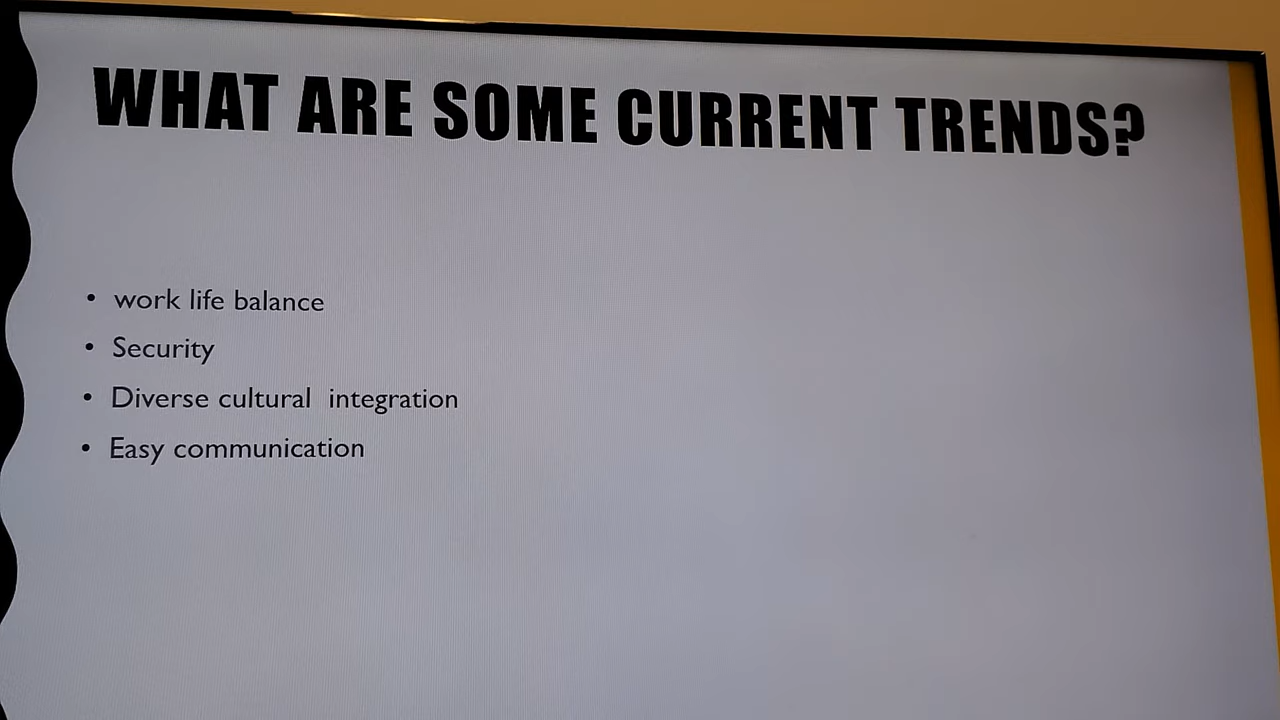 WHAT ARE SOME CURRENT TRENDS?
• work life balance
• Security
• Diverse cultural  integration
• Easy communication